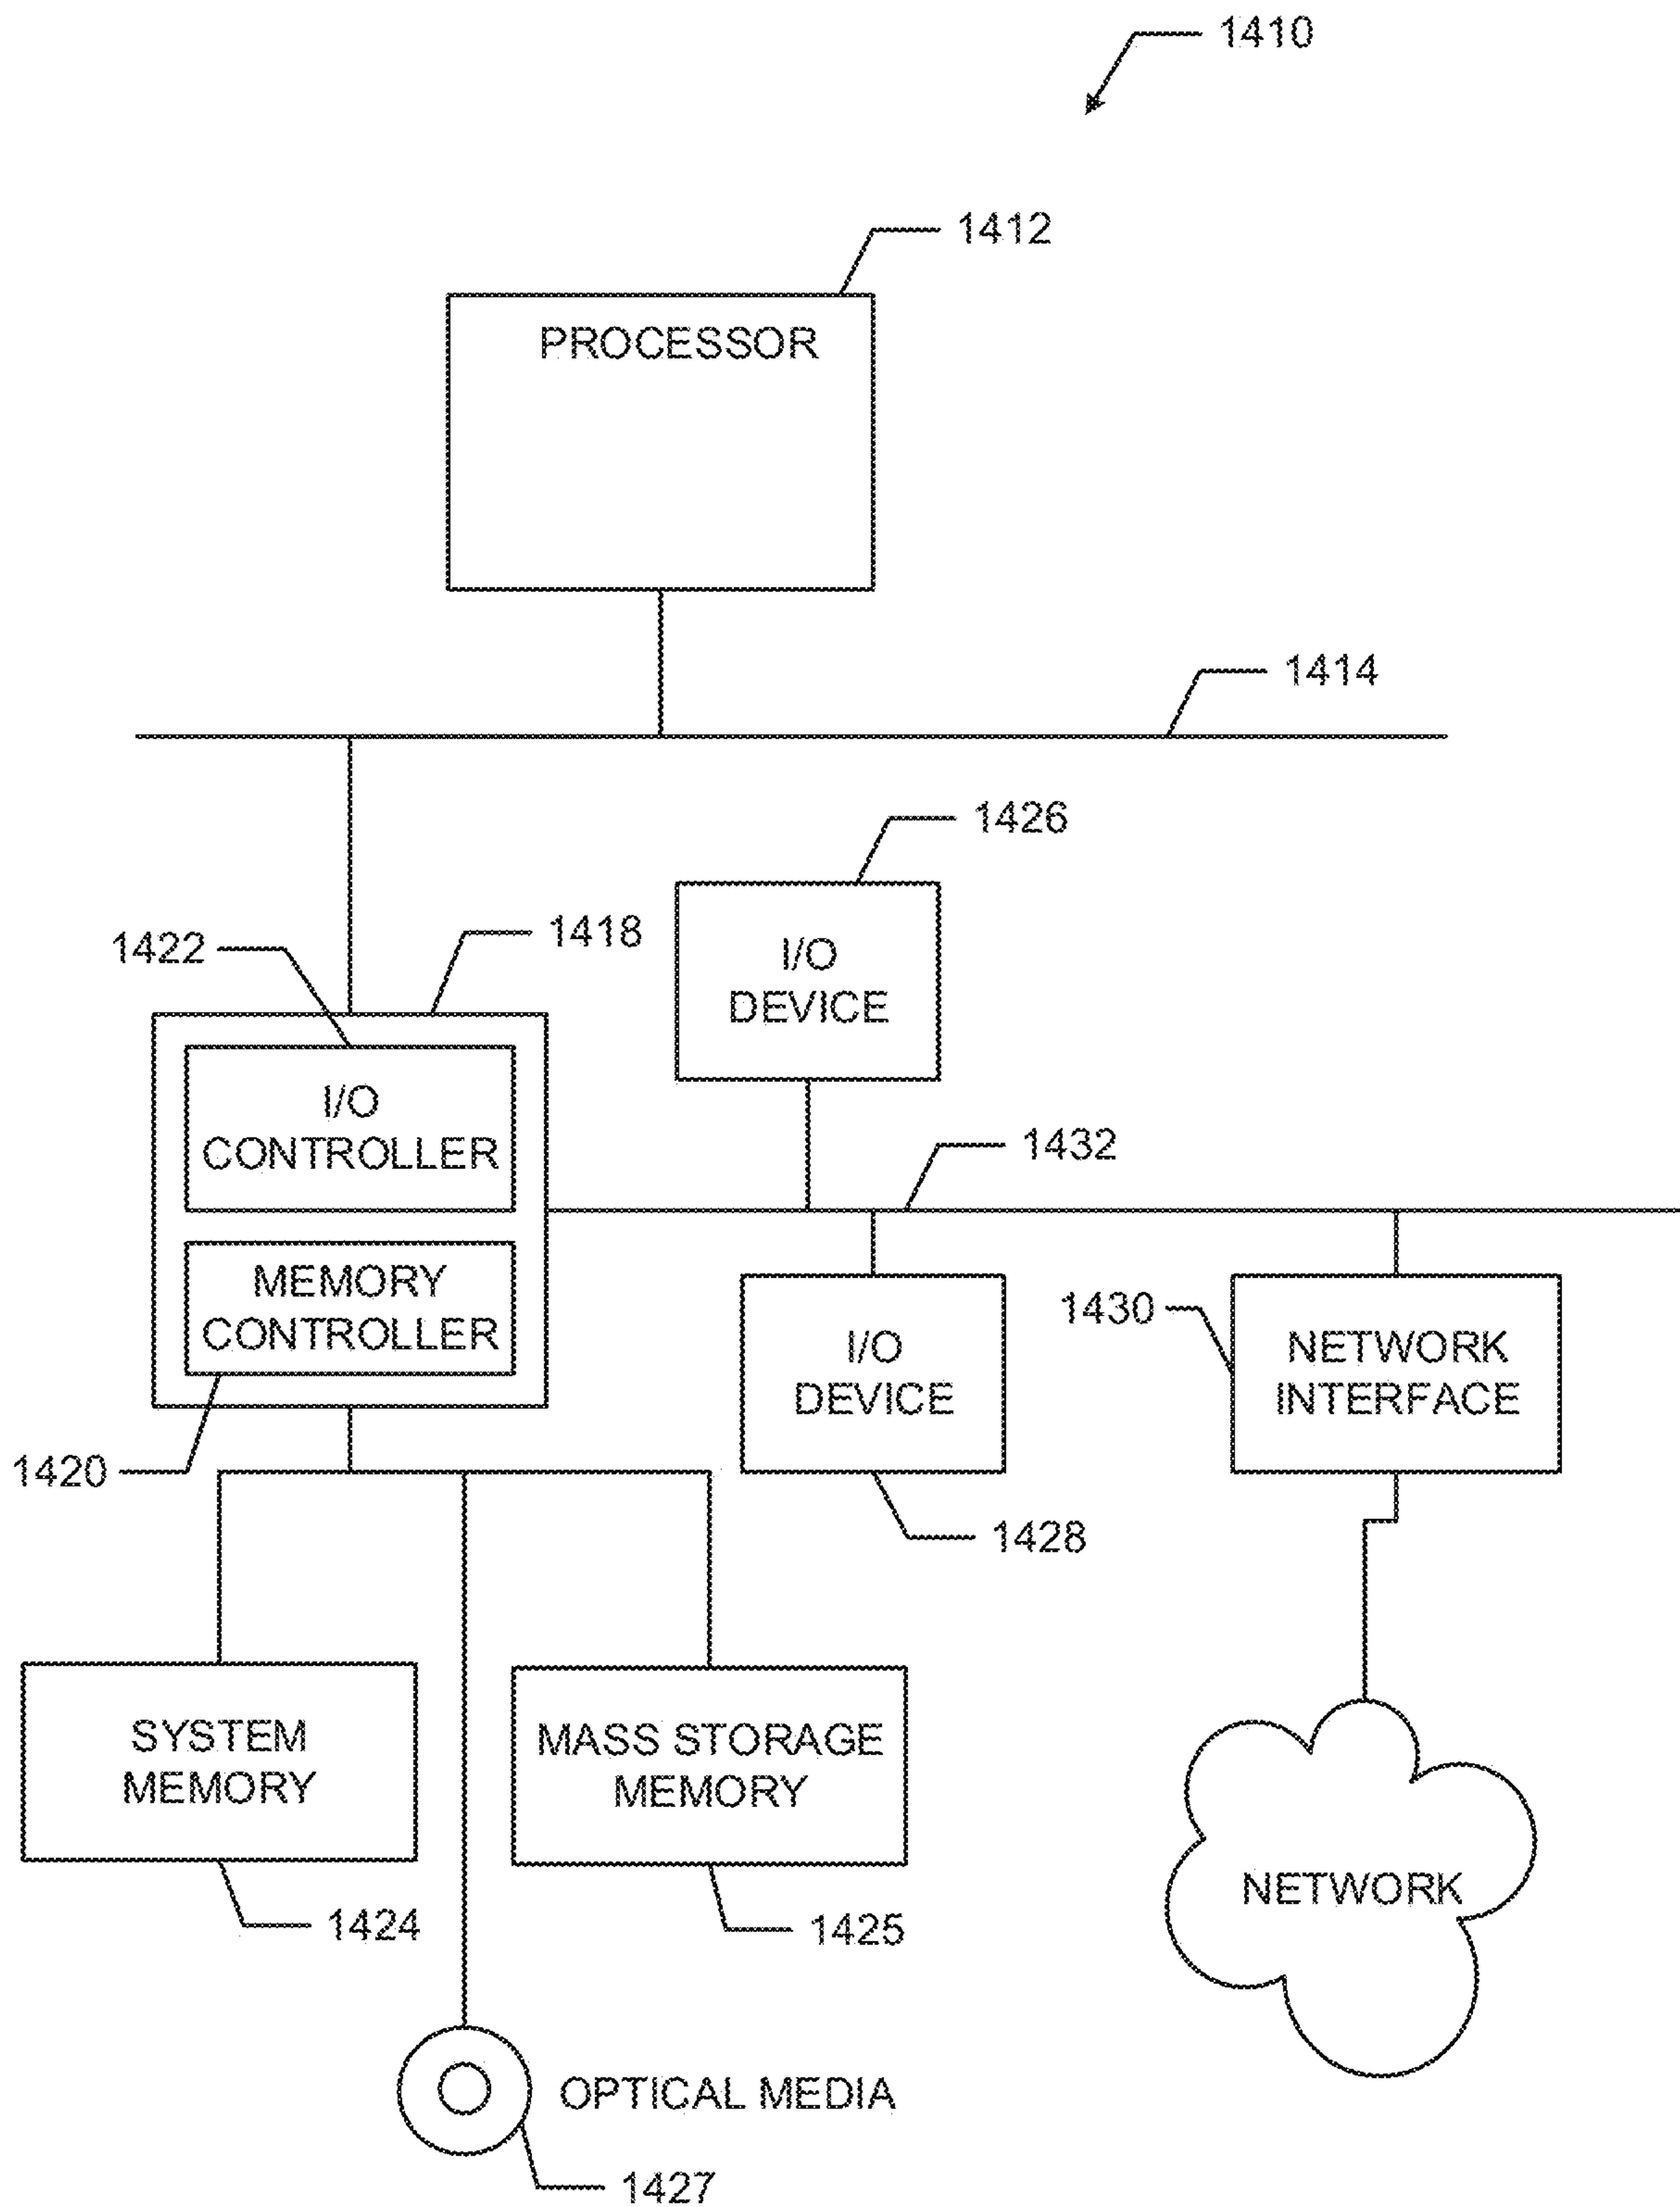 1410
1412
PROCESSOR
1414
1426
1422
1418
I/O
DEVICE
I/O
CONTROLLER
1432
MEMORY
CONTROLLER
1430
I/O
DEVICE
NETWORK
INTERFACE
1420
1428
SYSTEM
MEMORY
MASS STORAGE
MEMORY
NETWORK
1424
1425
OPTICAL MEDIA
1427